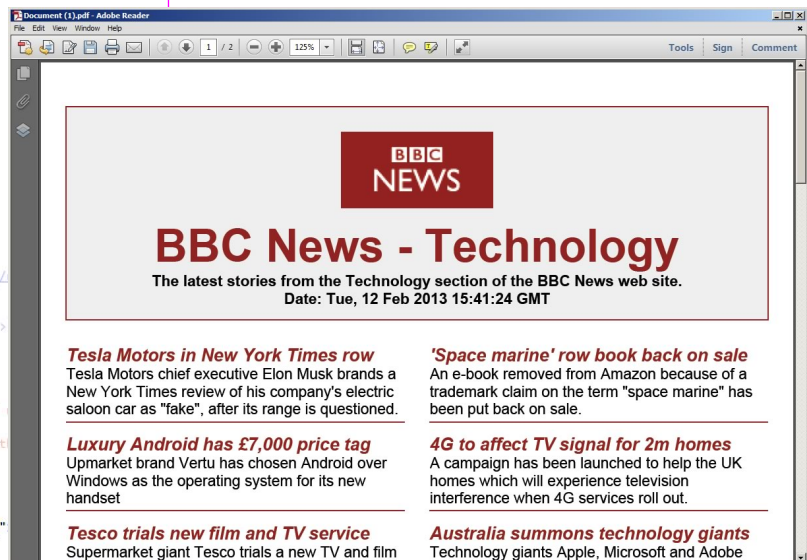 Document (1).pdf - Adobe Reader
File Edit View Window Help
1 / 2 125% Tools Sign Comment
BBC
NEWS
BBC News - Technology
The latest stories from the Technology section of the BBC News web site.
Date: Tue, 12 Feb 2013 15:41:24 GMT
Tesla Motors in New York Times row
Tesla Motors chief executive Elon Musk brands a
New York Times review of his company's electric
saloon car as "fake", after its range is questioned.
Luxury Android has £7,000 price tag
Upmarket brand Vertu has chosen Android over
Windows as the operating system for its new
handset
Tesco trials new film and TV service
Supermarket giant Tesco trials a new TV and film
'Space marine' row book back on sale
An e-book removed from Amazon because of a
trademark claim on the term "space marine" has
been put back on sale.
4G to affect TV signal for 2m homes
A campaign has been launched to help the UK
homes which will experience television
interference when 4G services roll out.
Australia summons technology giants
Technology giants Apple, Microsoft and Adobe